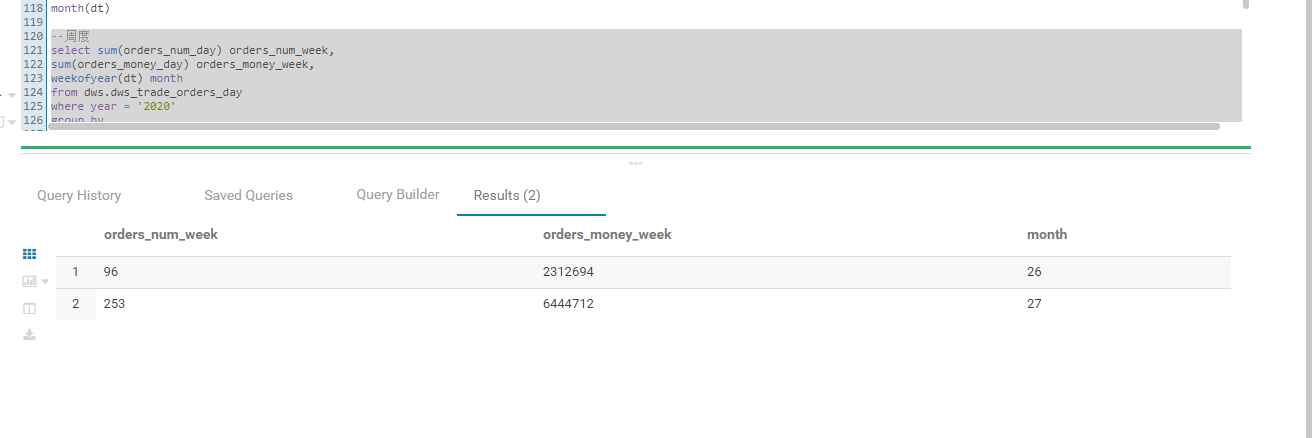 118 month(dt)
119
120 --周度
121 select sum(orders_num_day) orders_num_week,
122 sum(orders_money_day) orders_money_week,
123 weekofyear(dt) month
124 from dws.dws_trade_orders_day
125 where year = '2020'
126 group by
Query History Saved Queries Query Builder Results (2)
orders_num_week orders_money_week month
1 96 2312694 26
2 253 6444712 27